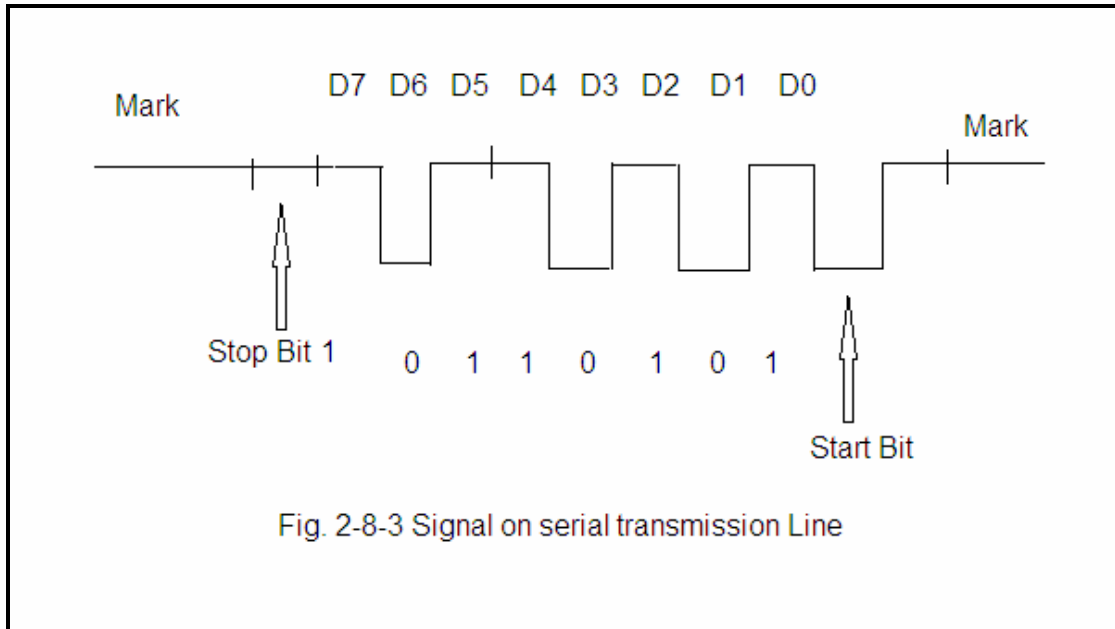 D7 D6 D5 D4 D3 D2 D1 D0
Mark
Mark
Stop Bit 1
0 1 1 0 1 0 1
Start Bit
Fig. 2-8-3 Signal on serial transmission Line